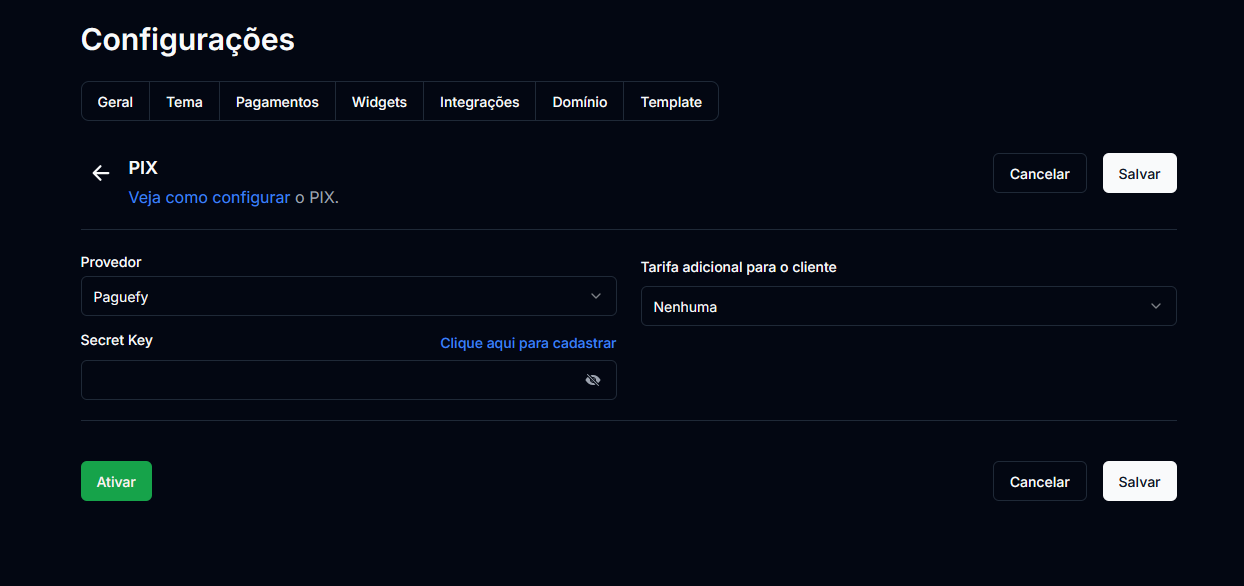 Configurações
Geral Tema Pagamentos Widgets Integrações Domínio Template
PIX
Veja como configurar o PIX.
Cancelar Salvar
Provedor
Paguefy
Tarifa adicional para o cliente
Nenhuma
Secret Key
Clique aqui para cadastrar
Ativar
Cancelar Salvar